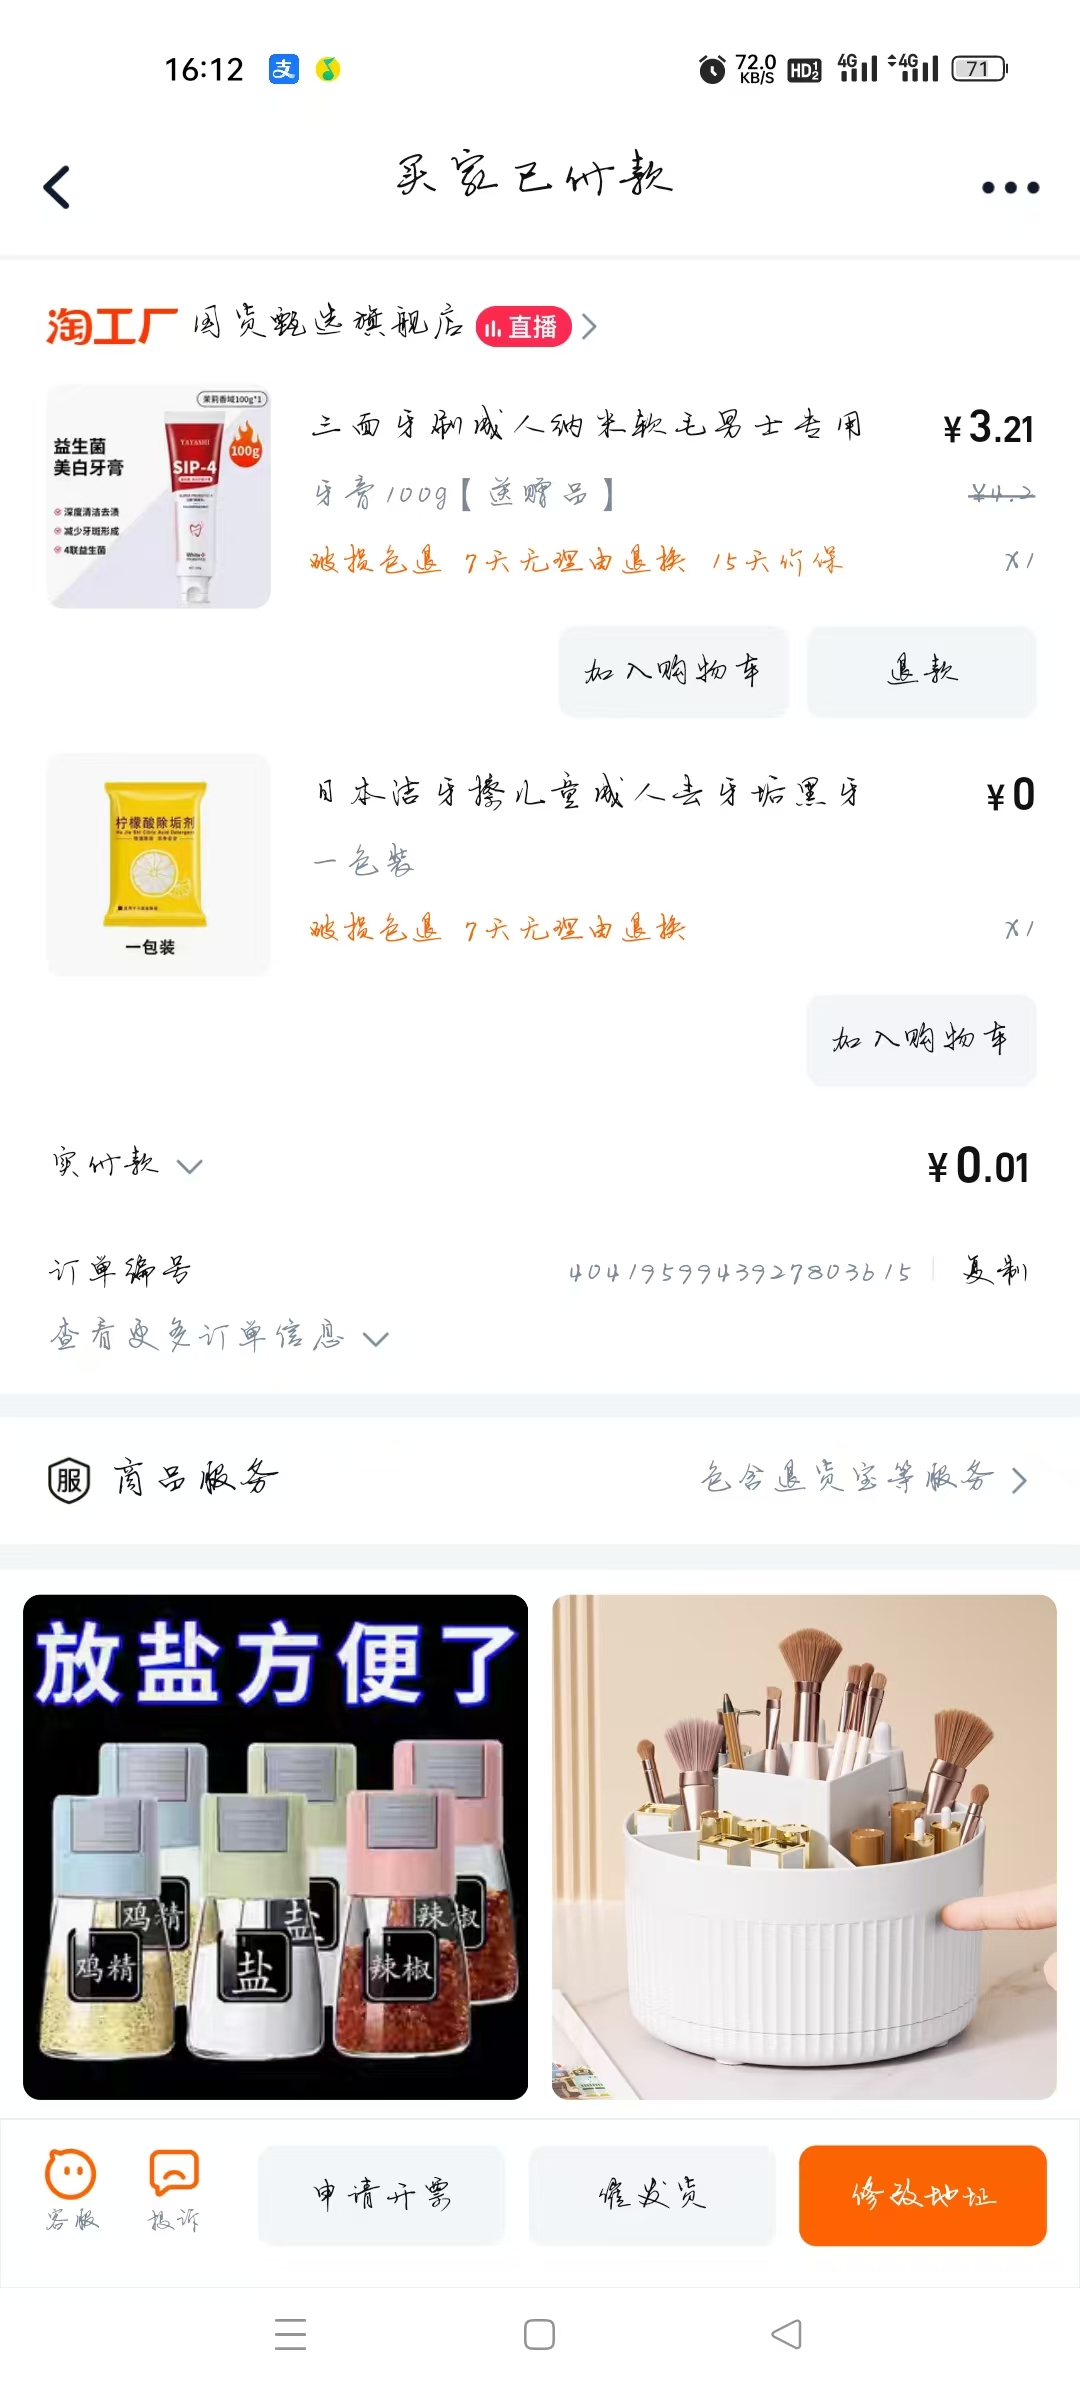 16:12 支 72.0 KB/S HD 1 2 4G 4G 71
买家已付款
淘工厂 国货甄选旗舰店 直播
茉莉香域100g*1
益生菌
美白牙膏
100g
YAYASHI
SIP-4
深度清洁去渍
减少牙斑形成
4联益生菌
三面牙刷成人纳米软毛男士专用 ¥3.21
牙膏100g【送赠品】 ¥4.2
破损包退 7天无理由退换 15天价保 X1
加入购物车 退款
柠檬酸除垢剂
一包装
日本洁牙擦儿童成人去牙垢黑牙 ¥0
一包装
破损包退 7天无理由退换 X1
加入购物车
实付款 ¥0.01
订单编号 4041959943927803615 复制
查看更多订单信息
服 商品服务 包含退货宝等服务
放盐方便了
鸡精 盐 辣椒
鸡精 盐 辣椒
客服 投诉 申请开票 催发货 修改地址